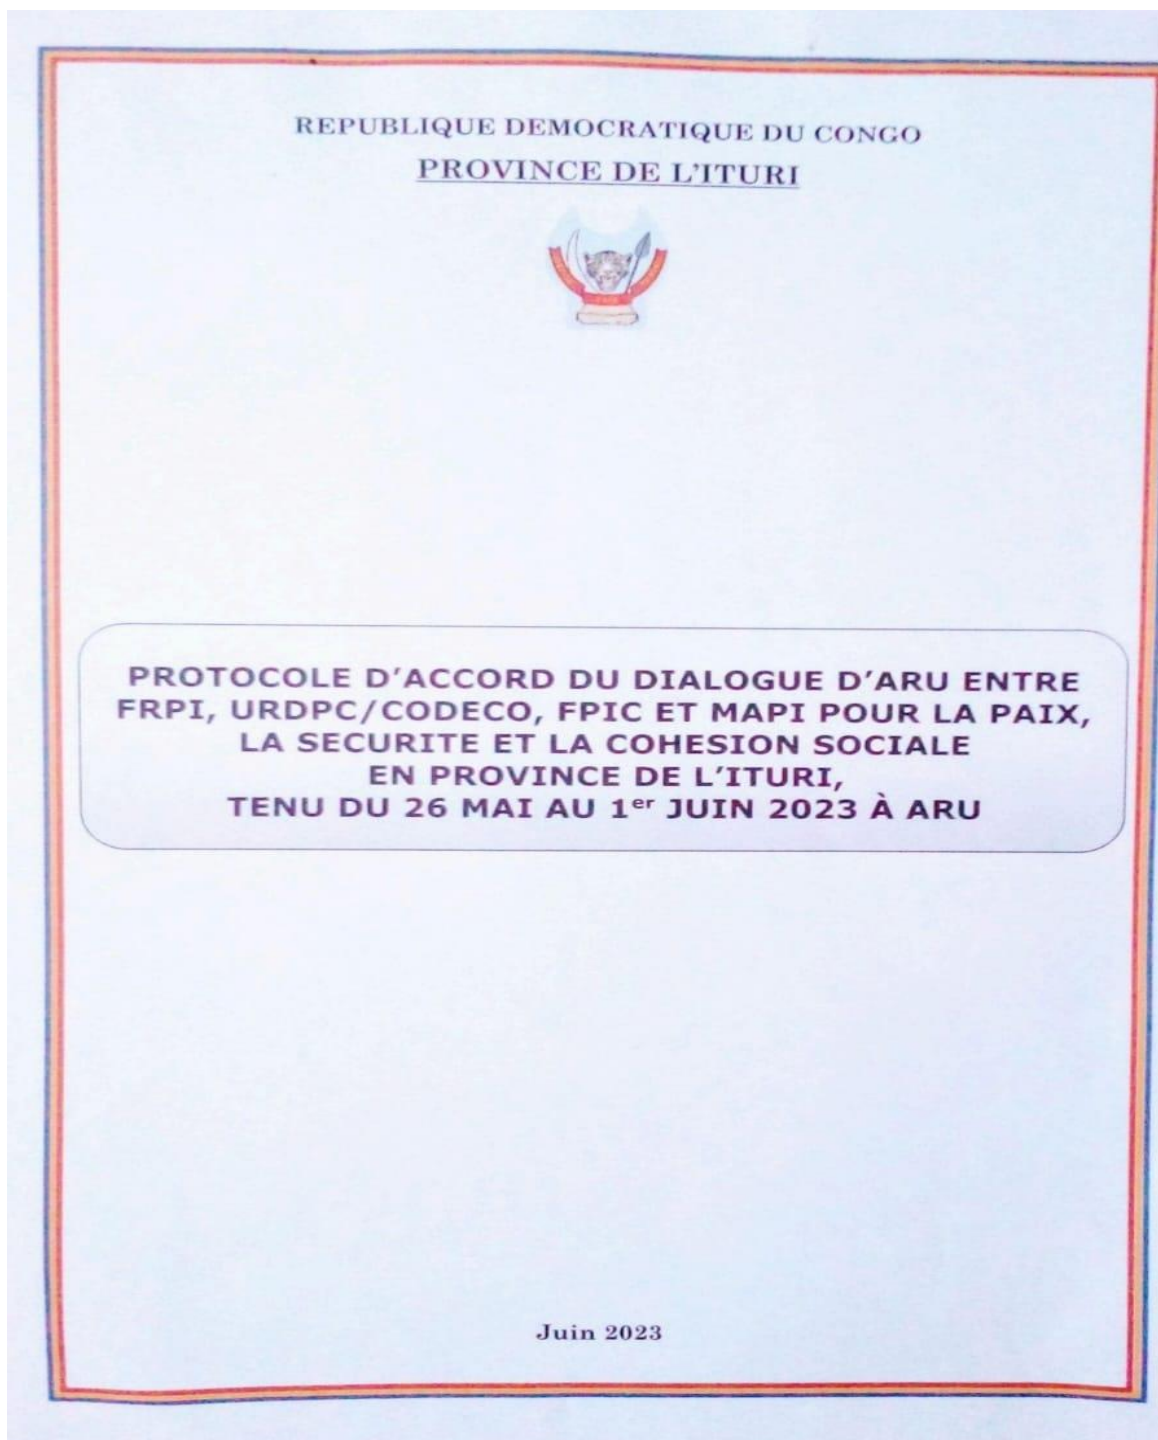 REPUBLIQUE DEMOCRATIQUE DU CONGO
PROVINCE DE L'ITURI
PROTOCOLE D'ACCORD DU DIALOGUE D'ARU ENTRE
FRPI, URDPC/CODECO, FPIC ET MAPI POUR LA PAIX,
LA SECURITE ET LA COHESION SOCIALE
EN PROVINCE DE L'ITURI,
TENU DU 26 MAI AU 1er JUIN 2023 À ARU
Juin 2023